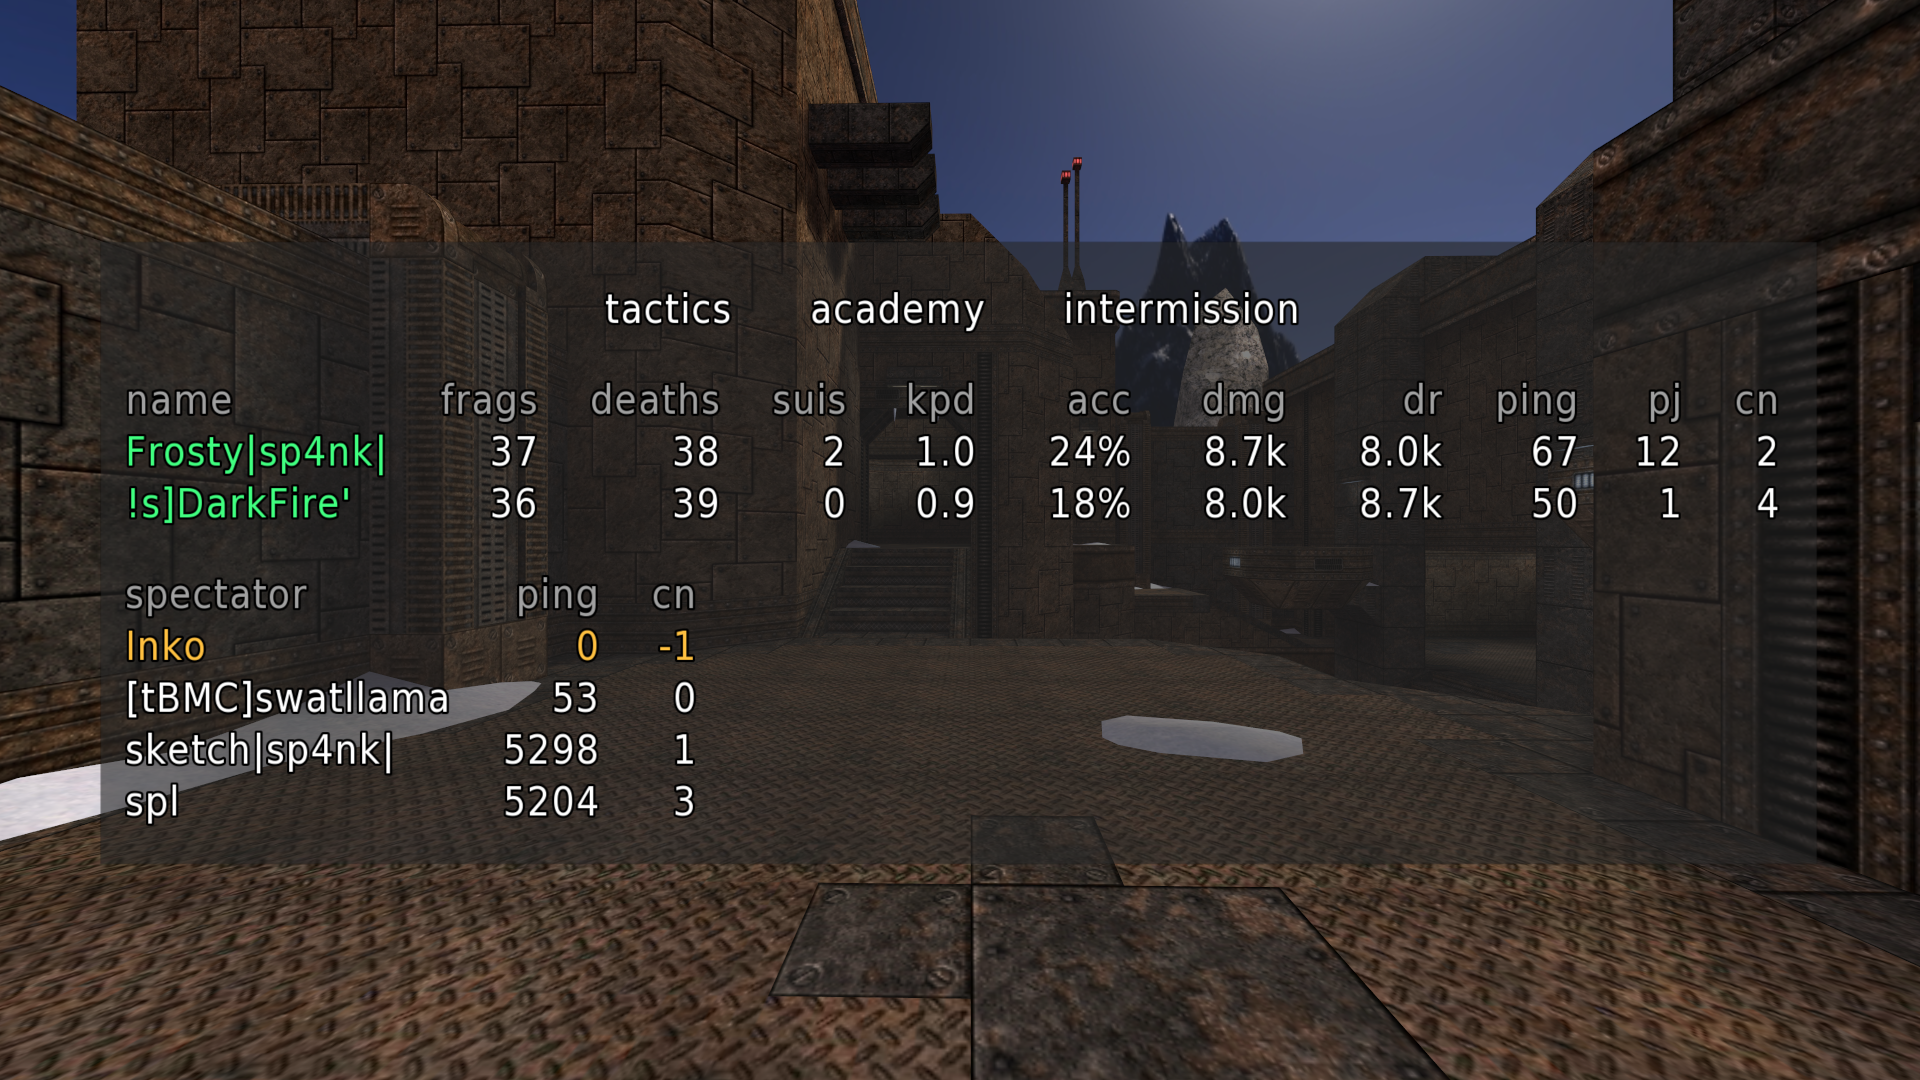 tactics academy intermission
name frags deaths suis kpd acc dmg dr ping pj cn
Frosty|sp4nk| 37 38 2 1.0 24% 8.7k 8.0k 67 12 2
!s]DarkFire' 36 39 0 0.9 18% 8.0k 8.7k 50 1 4
spectator ping cn
Inko 0 -1
[tBMC]swatllama 53 0
sketch|sp4nk| 5298 1
spl 5204 3